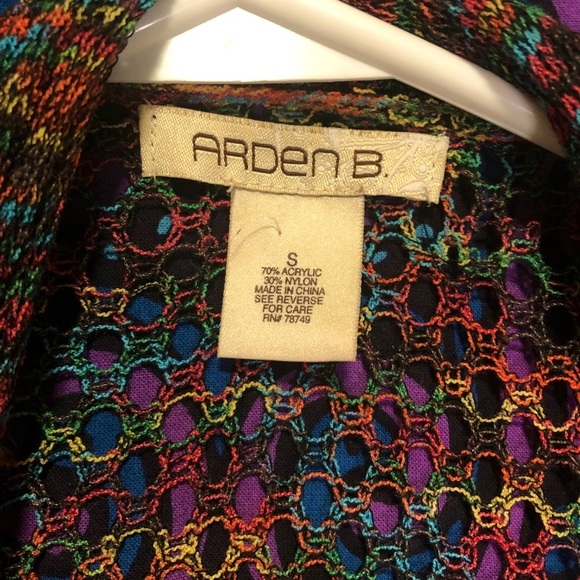 ARDEN B.
S
70% ACRYLIC
30% NYLON
MADE IN CHINA
SEE REVERSE
FOR CARE
RN# 78749